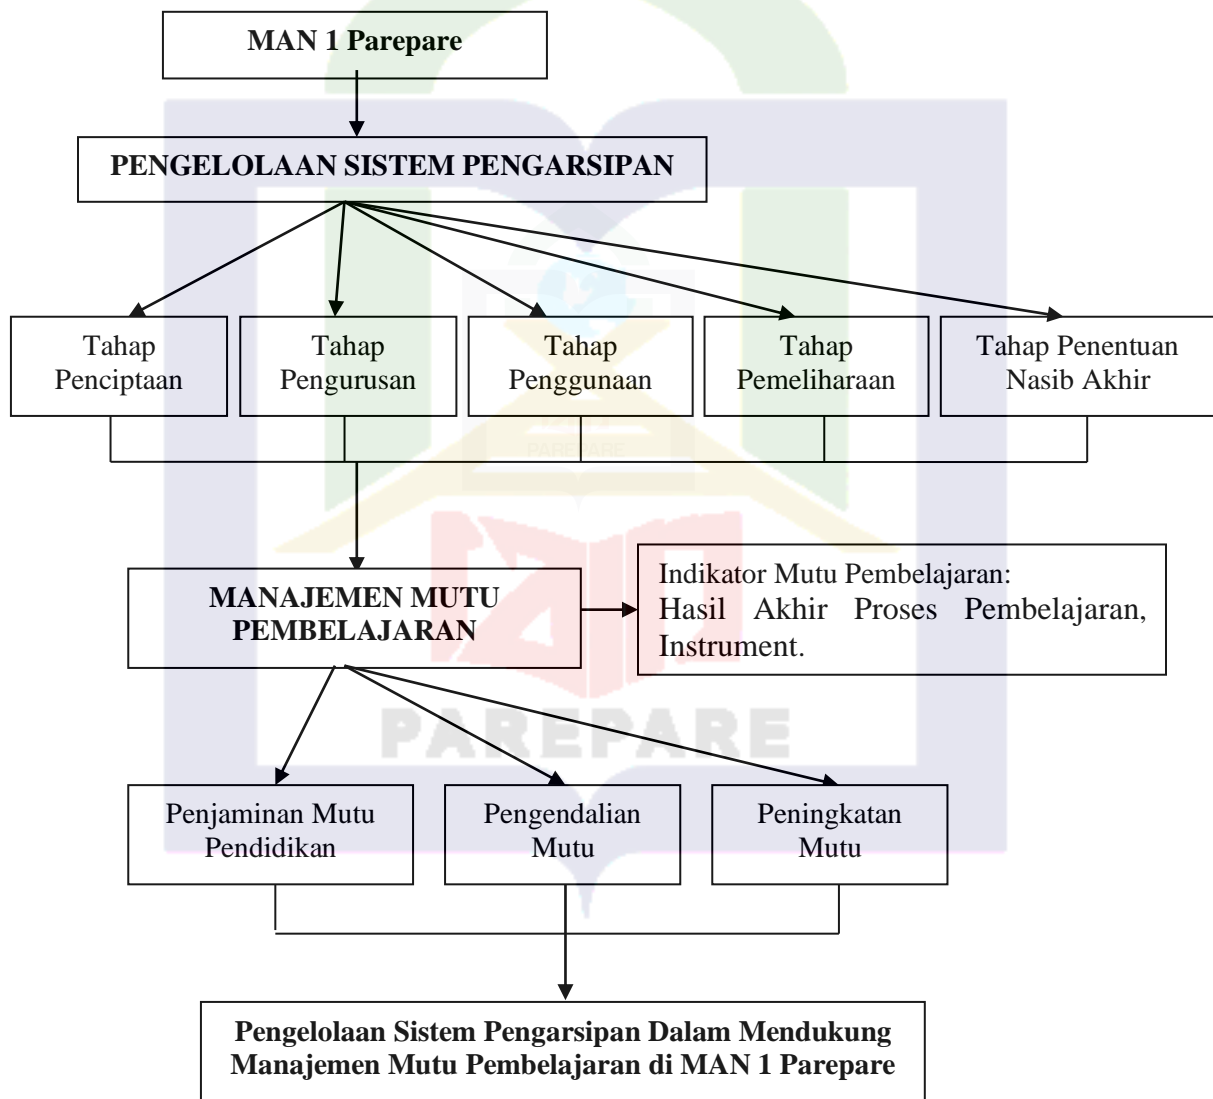 MAN 1 Parepare
PENGELOLAAN SISTEM PENGARSIPAN
Tahap
Penciptaan
Tahap
Pengurusan
Tahap
Penggunaan
Tahap
Pemeliharaan
Tahap Penentuan
Nasib Akhir
PAREPARE
MANAJEMEN MUTU
PEMBELAJARAN
Indikator Mutu Pembelajaran:
Hasil Akhir Proses Pembelajaran,
Instrument.
PAREPARE
Penjaminan Mutu
Pendidikan
Pengendalian
Mutu
Peningkatan
Mutu
Pengelolaan Sistem Pengarsipan Dalam Mendukung
Manajemen Mutu Pembelajaran di MAN 1 Parepare